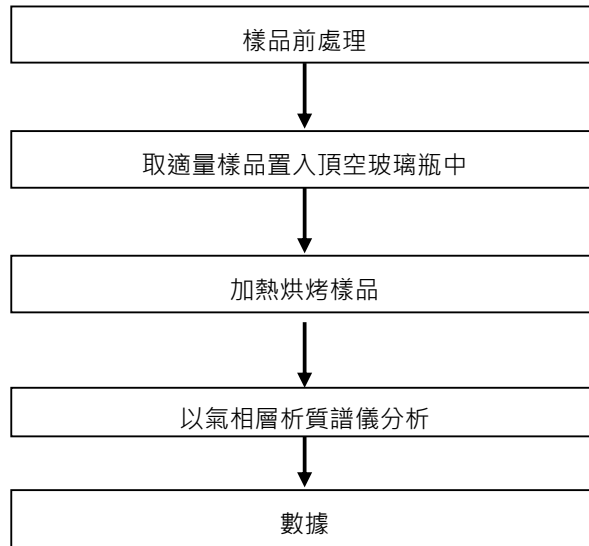 樣品前處理
取適量樣品置入頂空玻璃瓶中
加熱烘烤樣品
以氣相層析質譜儀分析
數據